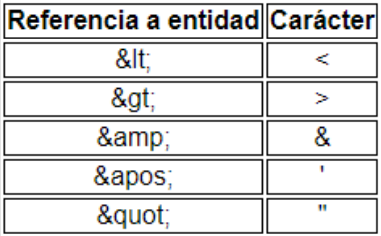 Referencia a entidad Carácter
&lt; <
&gt; >
&amp; &
&apos; '
&quot; "